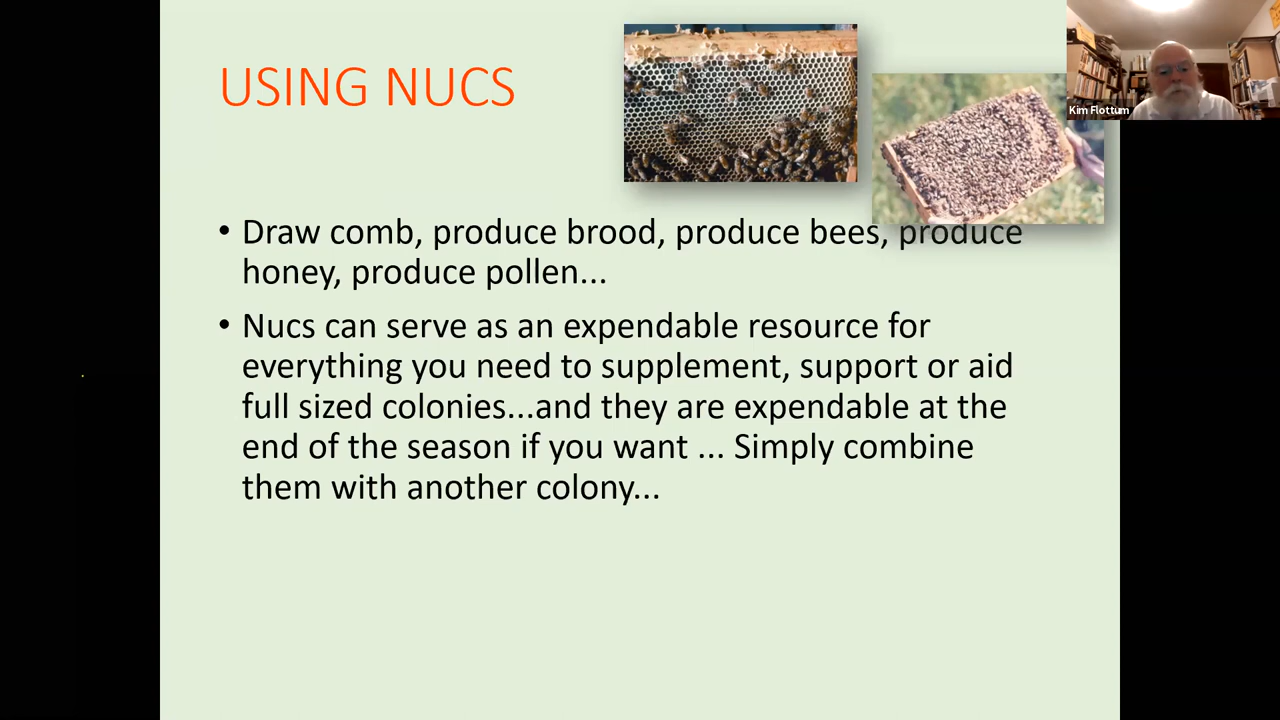 USING NUCS
Kim Flottum
• Draw comb, produce brood, produce bees, produce
honey, produce pollen...
• Nucs can serve as an expendable resource for
everything you need to supplement, support or aid
full sized colonies...and they are expendable at the
end of the season if you want ... Simply combine
them with another colony...